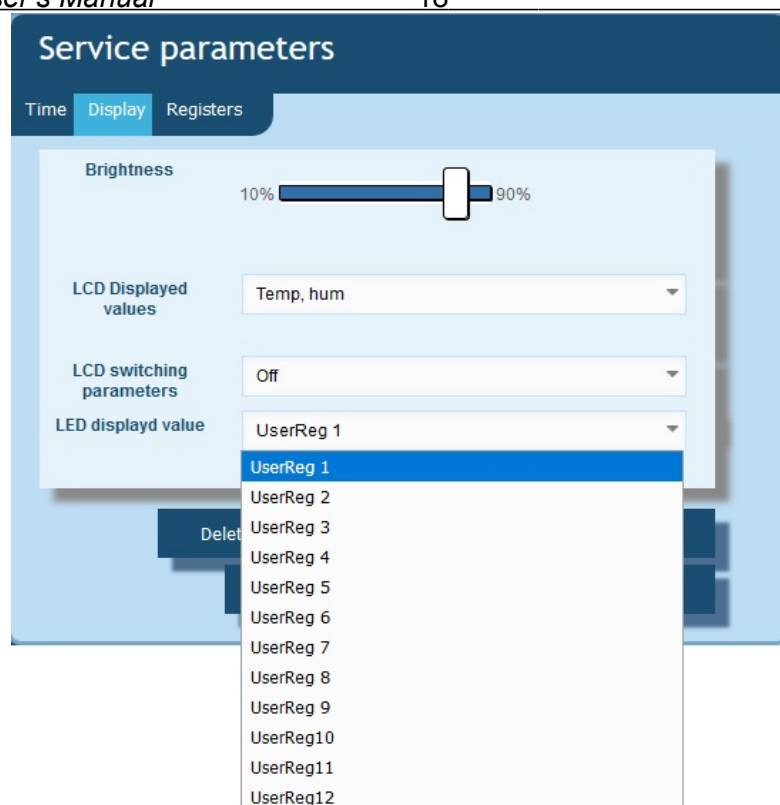 Manual
Service parameters
Time Display Registers
Brightness
10% 90%
LCD Displayed
values
Temp, hum
LCD switching
parameters
Off
LED displayd value
UserReg 1
UserReg 1
UserReg 2
UserReg 3
UserReg 4
UserReg 5
UserReg 6
UserReg 7
UserReg 8
UserReg 9
UserReg10
UserReg11
UserReg12